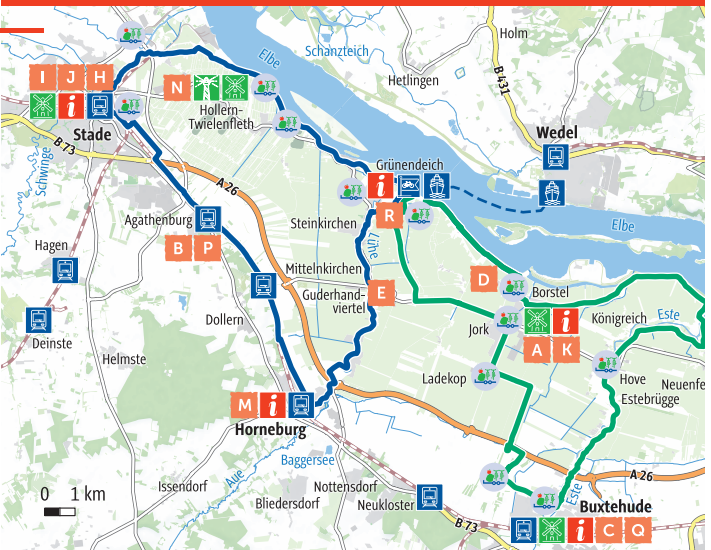 Holm
Elbe
Schanzteich
Hetlingen
B 431
I J H
N
i
Hollern-
Twielenfleth
Stade
Wedel
B 73
Schwinge
A 26
Grünendeich
i
Agathenburg
Steinkirchen
R
Elbe
B P
Lühe
Hagen
Mittelnkirchen
D
Borstel
Guderhand-
viertel
E
Dollern
Jork
i
Königreich
Este
Deinste
A K
Helmste
Ladekop
Hove
Neuenfe
Estebrügge
M i
Horneburg
Baggersee
Aue
A 26
Issendorf
Nottensdorf
Este
0 1 km
Bliedersdorf
Neukloster
Buxtehude
B 73
i C Q